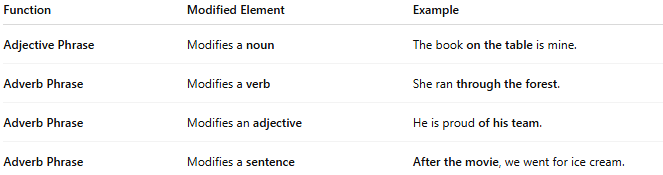 Function Modified Element Example
Adjective Phrase Modifies a noun The book on the table is mine.
Adverb Phrase Modifies a verb She ran through the forest.
Adverb Phrase Modifies an adjective He is proud of his team.
Adverb Phrase Modifies a sentence After the movie, we went for ice cream.